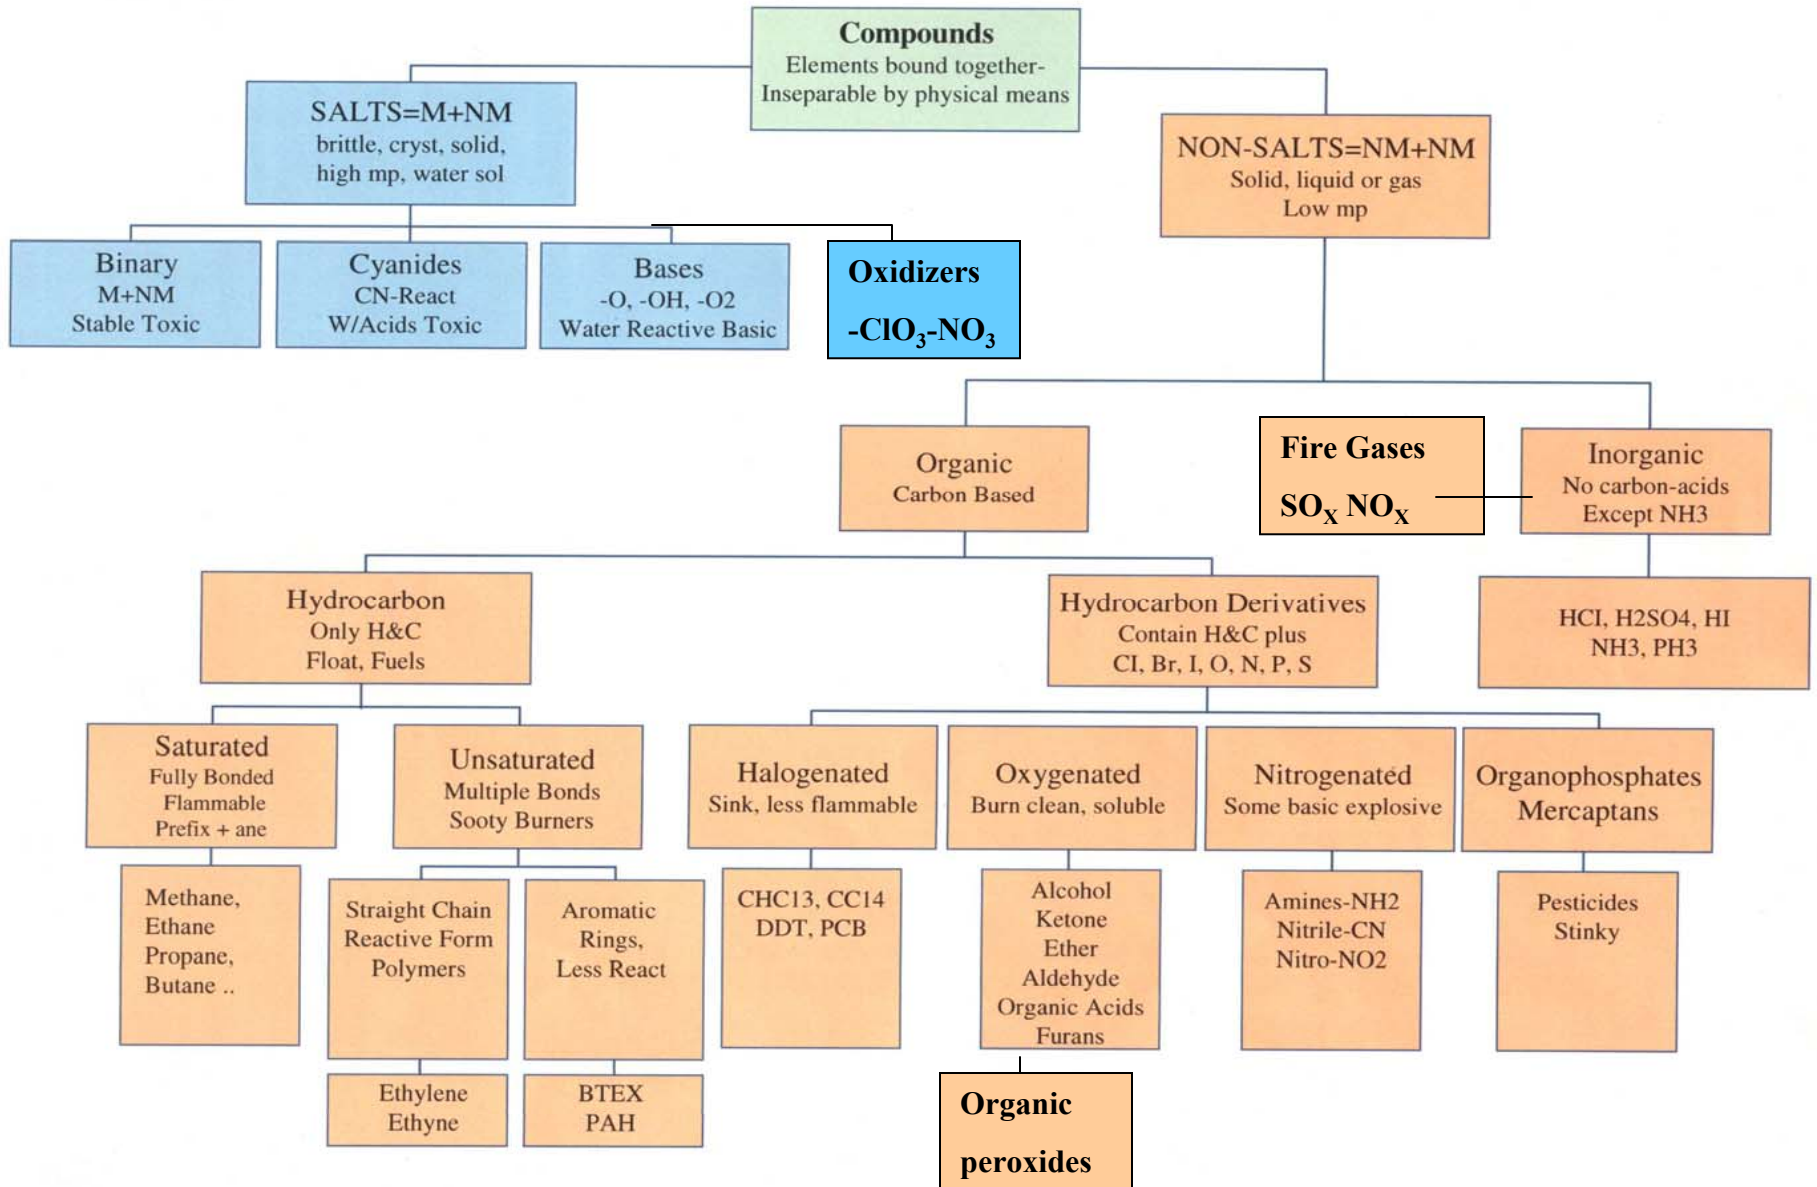 Compounds
Elements bound together-
Inseparable by physical means
SALTS=M+NM
brittle, cryst, solid,
high mp, water sol
NON-SALTS=NM+NM
Solid, liquid or gas
Low mp
Binary
M+NM
Stable Toxic
Cyanides
CN-React
W/Acids Toxic
Bases
-O, -OH, -O2
Water Reactive Basic
Oxidizers
-ClO₃-NO₃
Organic
Carbon Based
Fire Gases
SOₓ NOₓ
Inorganic
No carbon-acids
Except NH3
Hydrocarbon
Only H&C
Float, Fuels
Hydrocarbon Derivatives
Contain H&C plus
CI, Br, I, O, N, P, S
HCI, H2SO4, HI
NH3, PH3
Saturated
Fully Bonded
Flammable
Prefix + ane
Unsaturated
Multiple Bonds
Sooty Burners
Halogenated
Sink, less flammable
Oxygenated
Burn clean, soluble
Nitrogenated
Some basic explosive
Organophosphates
Mercaptans
Methane,
Ethane
Propane,
Butane ..
Straight Chain
Reactive Form
Polymers
Aromatic
Rings,
Less React
CHC13, CC14
DDT, PCB
Alcohol
Ketone
Ether
Aldehyde
Organic Acids
Furans
Amines-NH2
Nitrile-CN
Nitro-NO2
Pesticides
Stinky
Ethylene
Ethyne
BTEX
PAH
Organic
peroxides